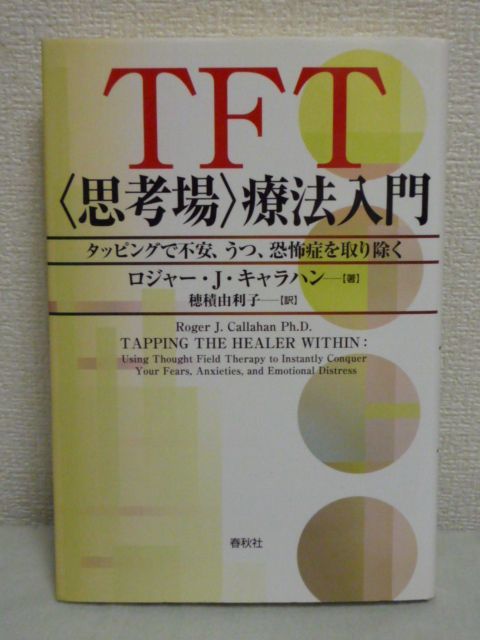 TFT
〈思考場〉療法入門
タッピングで不安、うつ、恐怖症を取り除く
ロジャー・J・キャラハン―【著】
穂積由利子―【訳】
Roger J. Callahan Ph.D.
TAPPING THE HEALER WITHIN:
Using Thought Field Therapy to Instantly Conquer
Your Fears, Anxieties, and Emotional Distress
春秋社